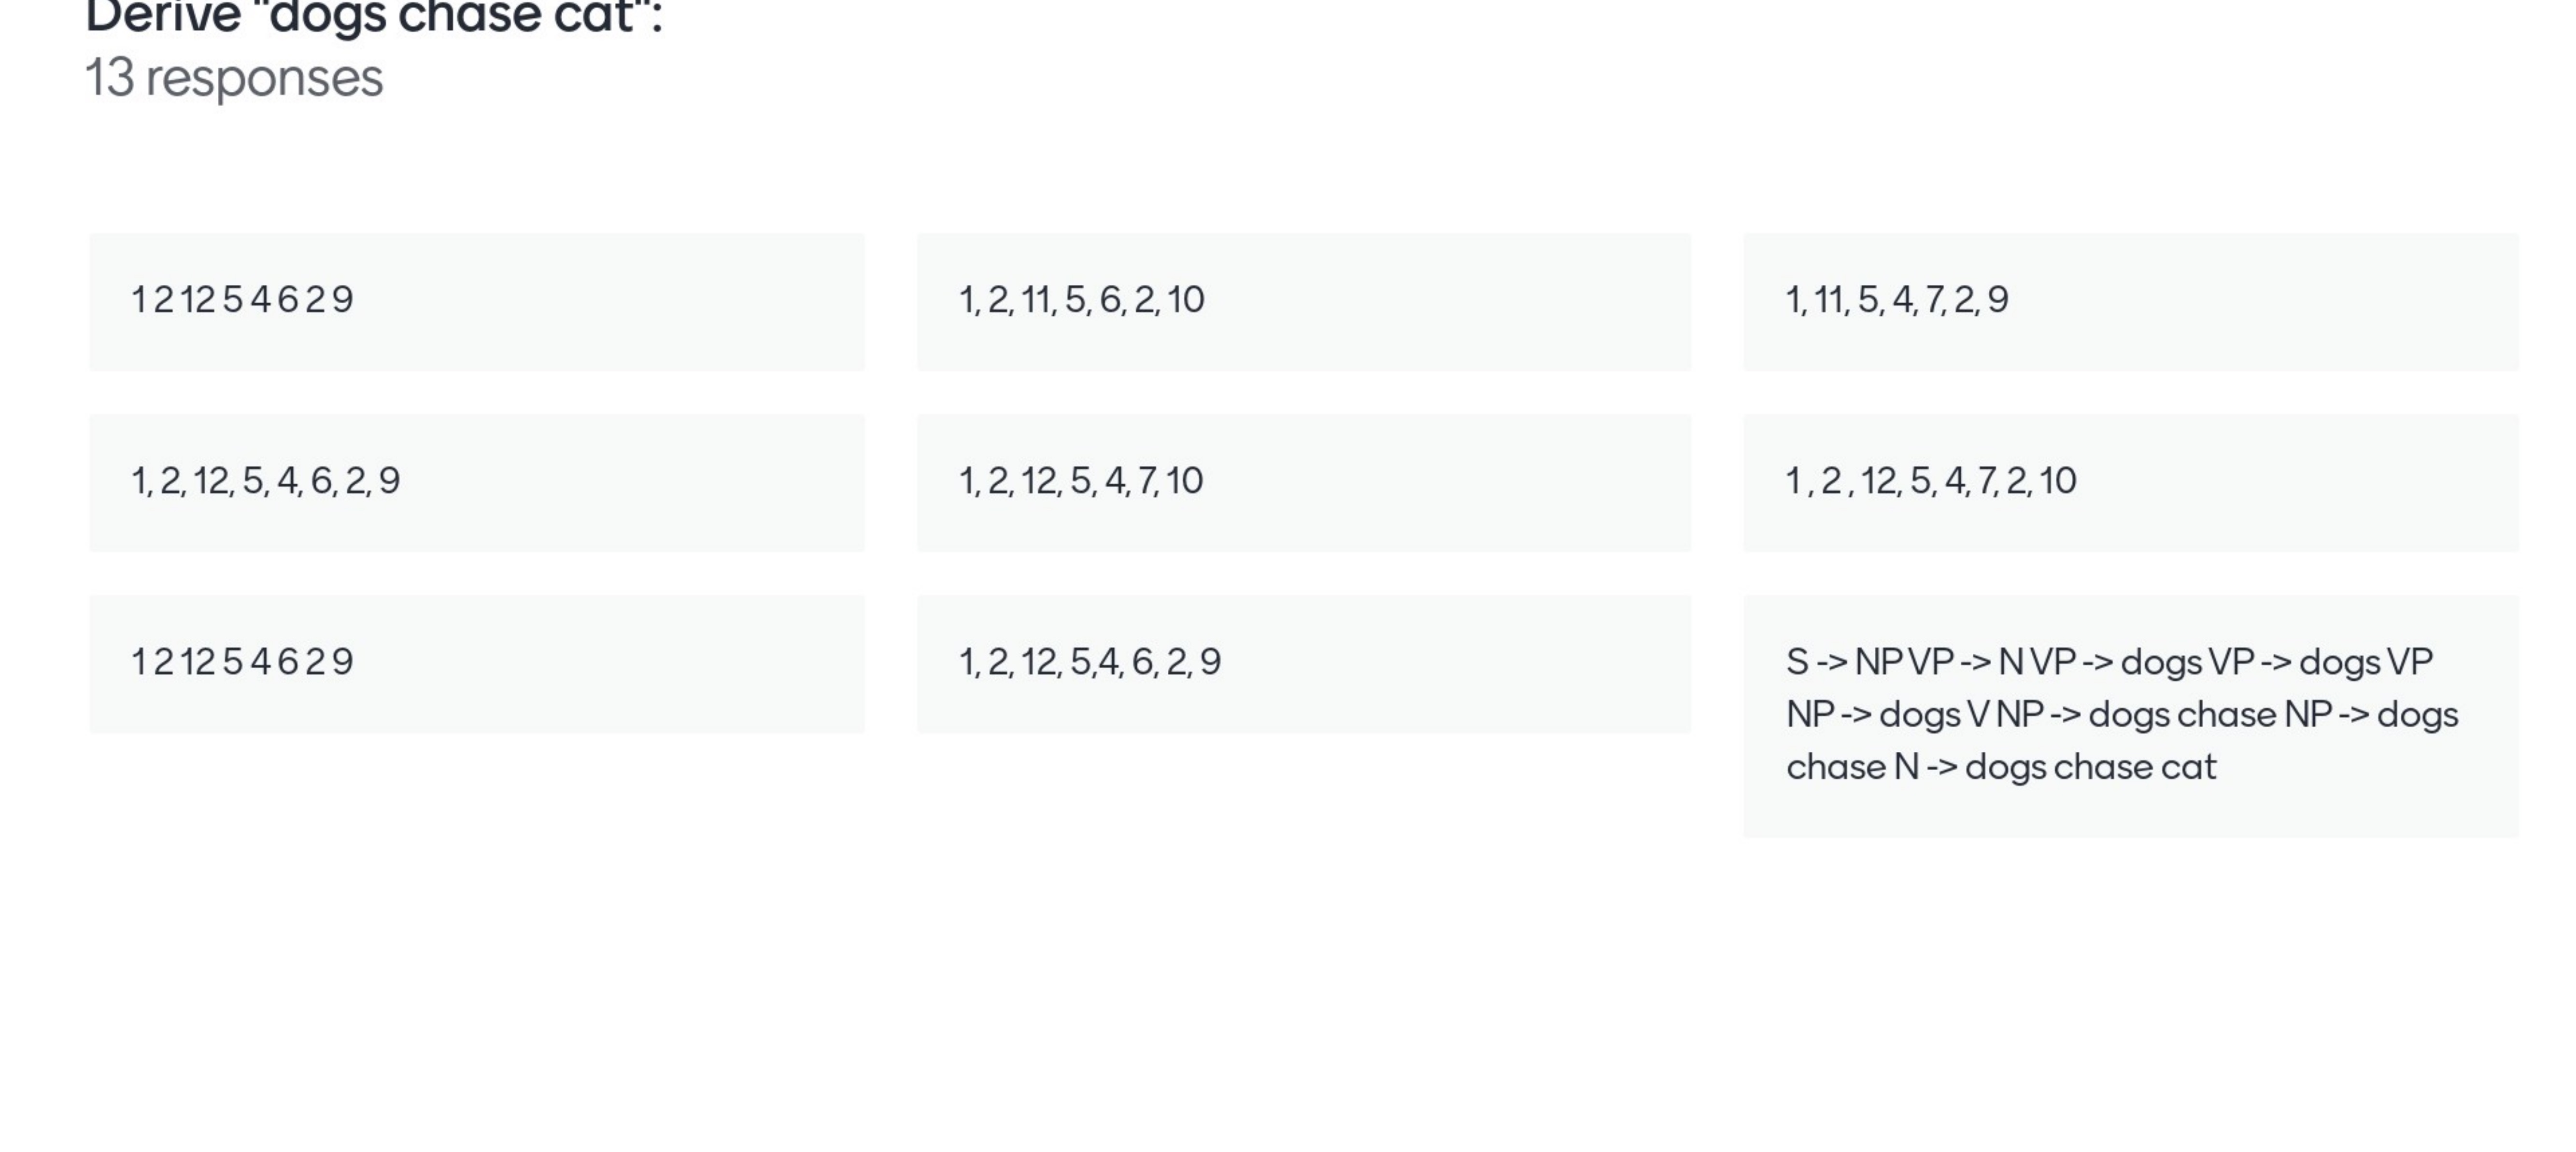 Derive "dogs chase cat":
13 responses
1 2 12 5 4 6 2 9
1, 2, 11, 5, 6, 2, 10
1, 11, 5, 4, 7, 2, 9
1, 2, 12, 5, 4, 6, 2, 9
1, 2, 12, 5, 4, 7, 10
1 , 2 , 12, 5, 4, 7, 2, 10
1 2 12 5 4 6 2 9
1, 2, 12, 5,4, 6, 2, 9
S -> NP VP -> N VP -> dogs VP -> dogs VP
NP -> dogs V NP -> dogs chase NP -> dogs
chase N -> dogs chase cat